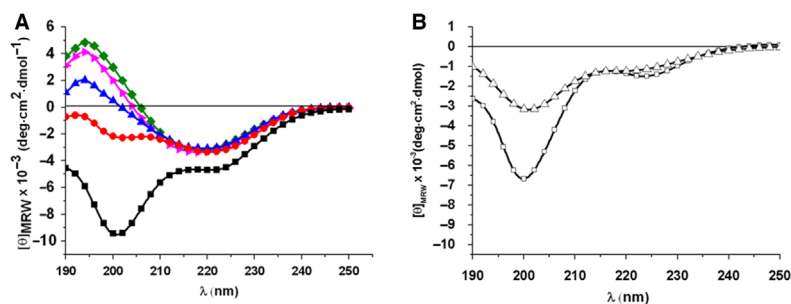 A
[θ]MRW x 10⁻³ (deg·cm²·dmol⁻¹)
6
4
2
0
−2
−4
−6
−8
−10
190 200 210 220 230 240 250
λ (nm)
B
[θ]MRW x 10⁻³(deg·cm²·dmol)
1
0
−1
−2
−3
−4
−5
−6
−7
−8
−9
−10
190 200 210 220 230 240 250
λ (nm)